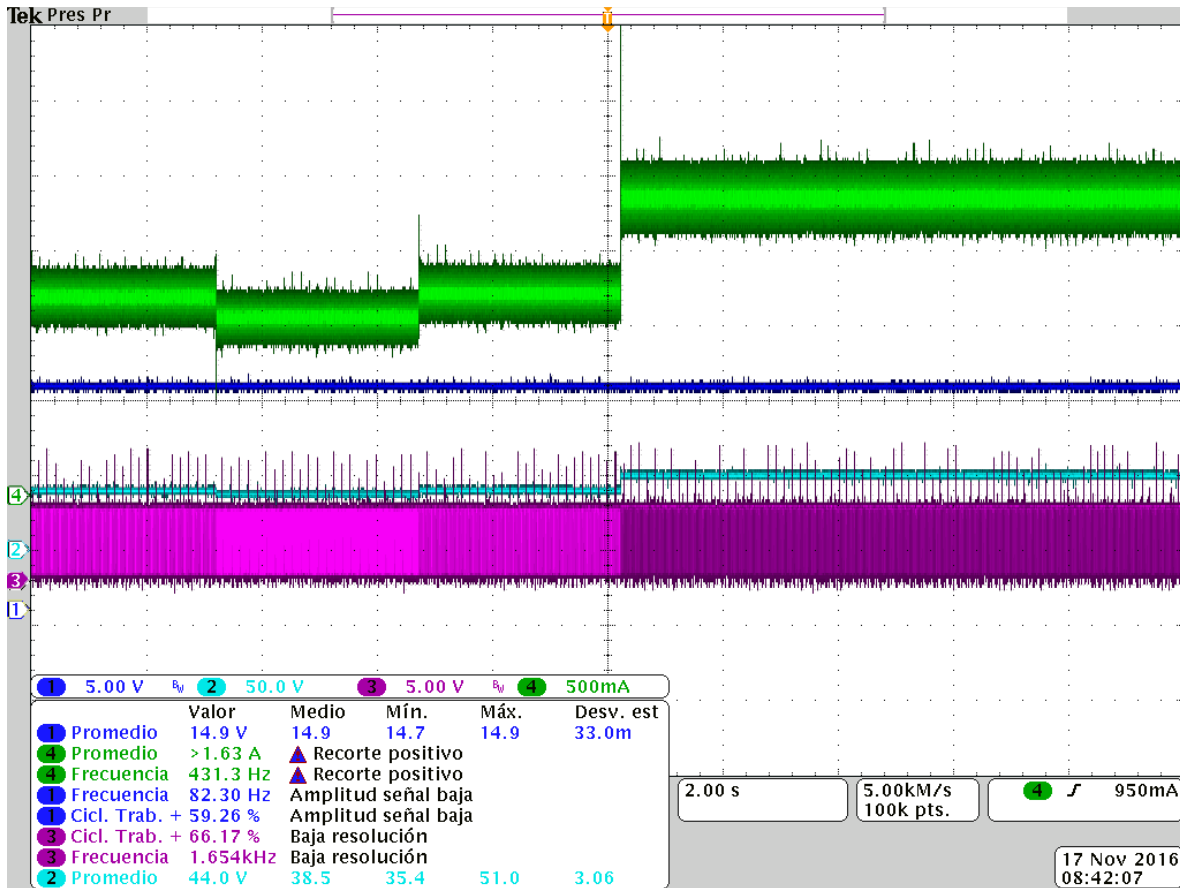 Tek Pres Pr
T
4
2
3
1
1 5.00 V BW 2 50.0 V 3 5.00 V BW 4 500mA
Valor Medio Mín. Máx. Desv. est
1 Promedio 14.9 V 14.9 14.7 14.9 33.0m
4 Promedio >1.63 A Recorte positivo
4 Frecuencia 431.3 Hz Recorte positivo
1 Frecuencia 82.30 Hz Amplitud señal baja
1 Cicl. Trab. + 59.26 % Amplitud señal baja
3 Cicl. Trab. + 66.17 % Baja resolución
3 Frecuencia 1.654kHz Baja resolución
2 Promedio 44.0 V 38.5 35.4 51.0 3.06
2.00 s
5.00kM/s
100k pts.
4 950mA
17 Nov 2016
08:42:07